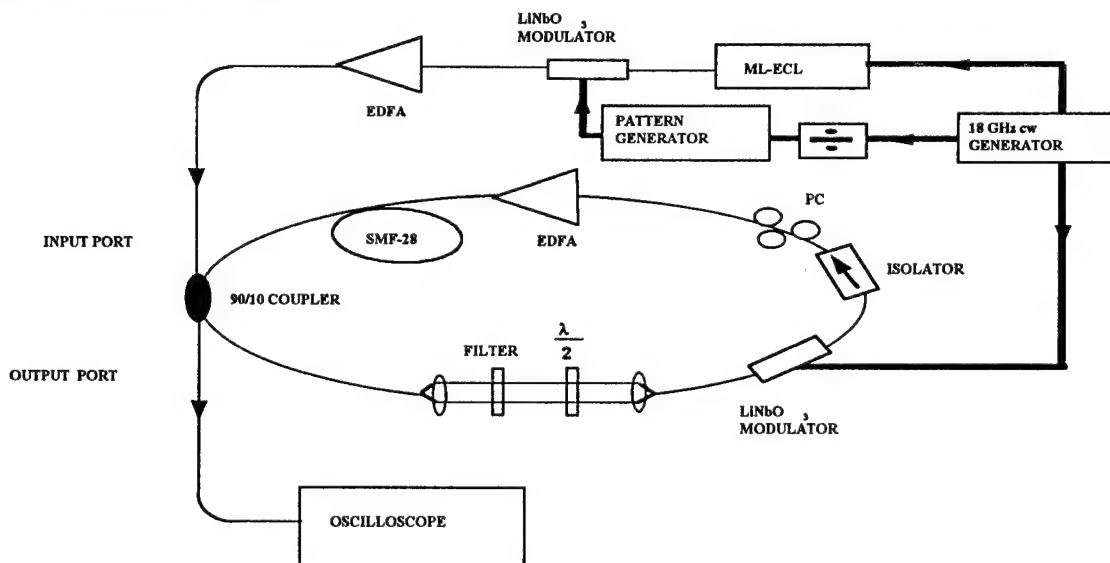 LiNbO3
MODULATOR
ML-ECL
EDFA
PATTERN
GENERATOR
÷
18 GHz cw
GENERATOR
PC
INPUT PORT
SMF-28
EDFA
ISOLATOR
90/10 COUPLER
FILTER
λ/2
OUTPUT PORT
LiNbO3
MODULATOR
OSCILLOSCOPE